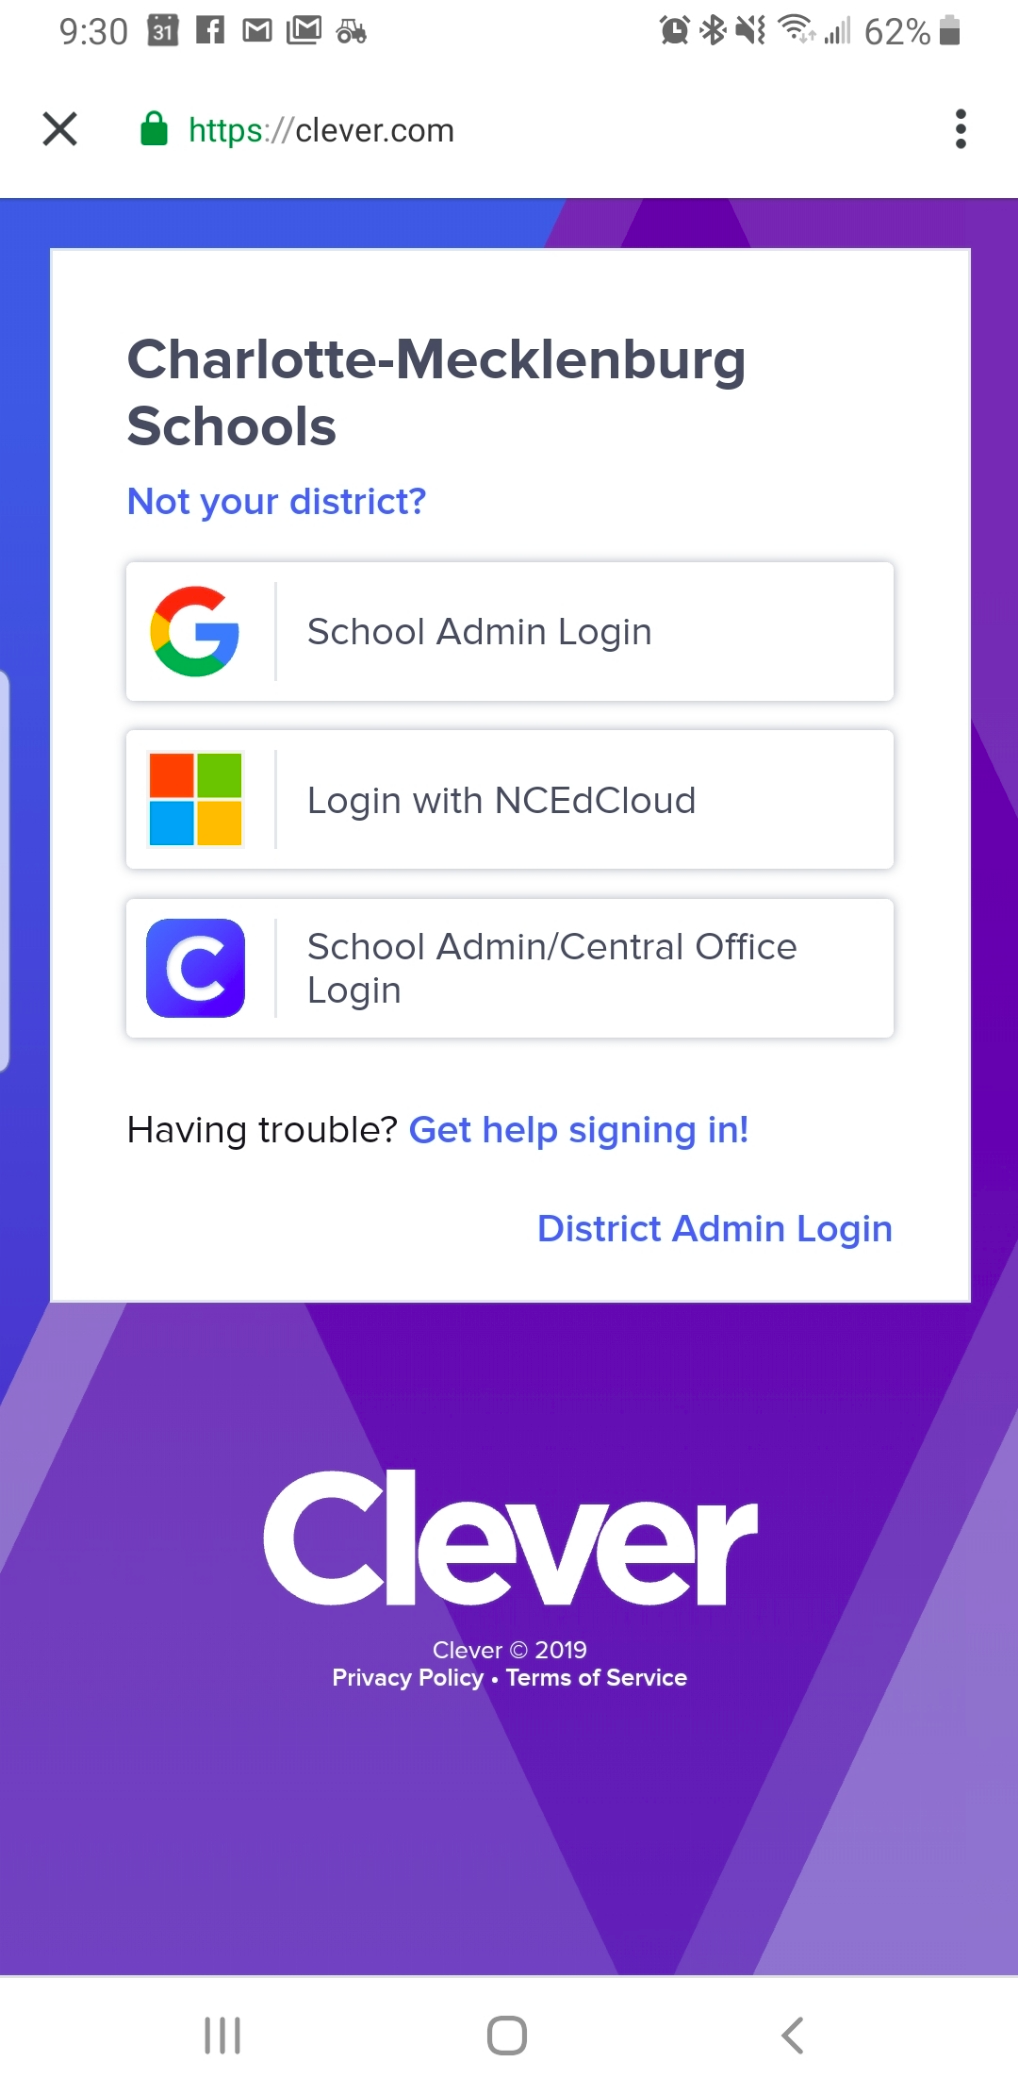 9:30 31 62%
https://clever.com
Charlotte-Mecklenburg
Schools
Not your district?
School Admin Login
Login with NCEdCloud
School Admin/Central Office
Login
Having trouble? Get help signing in!
District Admin Login
Clever
Clever © 2019
Privacy Policy • Terms of Service